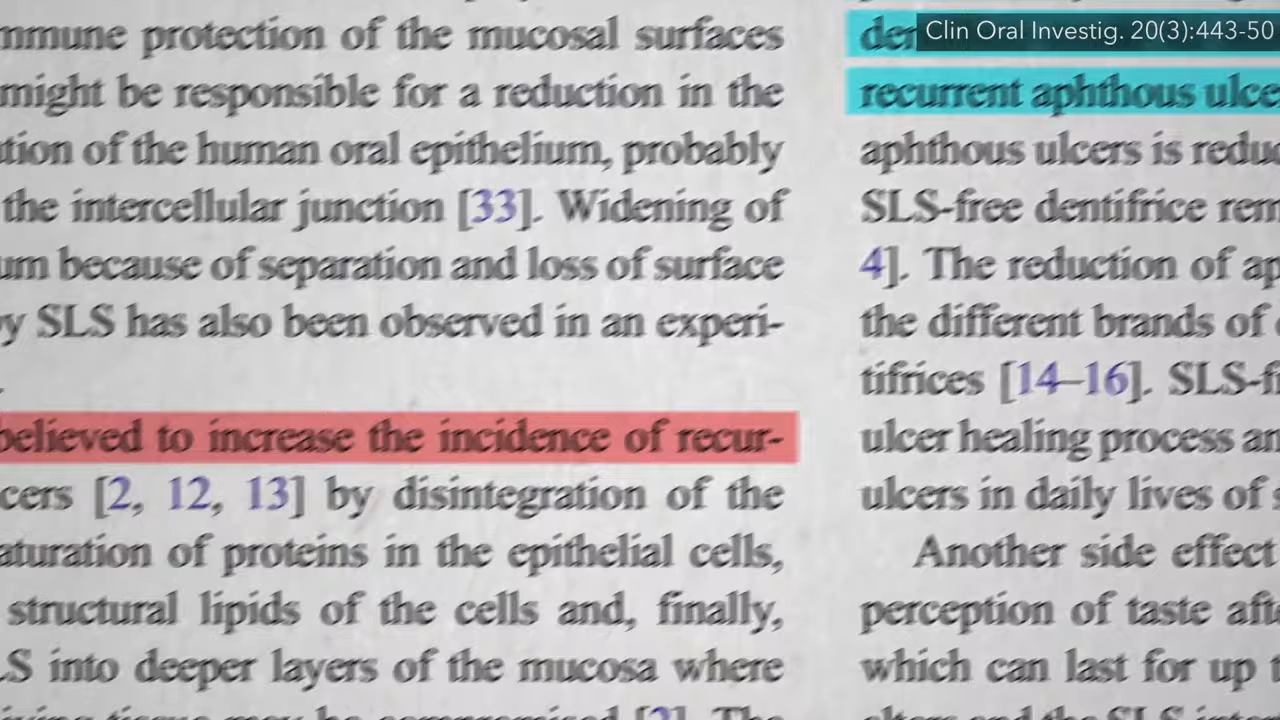 mmune protection of the mucosal surfaces
might be responsible for a reduction in the
tion of the human oral epithelium, probably
the intercellular junction [33]. Widening of
um because of separation and loss of surface
by SLS has also been observed in an experi-
believed to increase the incidence of recur-
cers [2, 12, 13] by disintegration of the
aturation of proteins in the epithelial cells,
structural lipids of the cells and, finally,
LS into deeper layers of the mucosa where
[2]. The
Clin Oral Investig. 20(3):443-50
recurrent aphthous ulce
aphthous ulcers is reduc
SLS-free dentifrice rem
4]. The reduction of ap
the different brands of
tifrices [14–16]. SLS-f
ulcer healing process an
ulcers in daily lives of s
Another side effect
perception of taste aft
which can last for up t